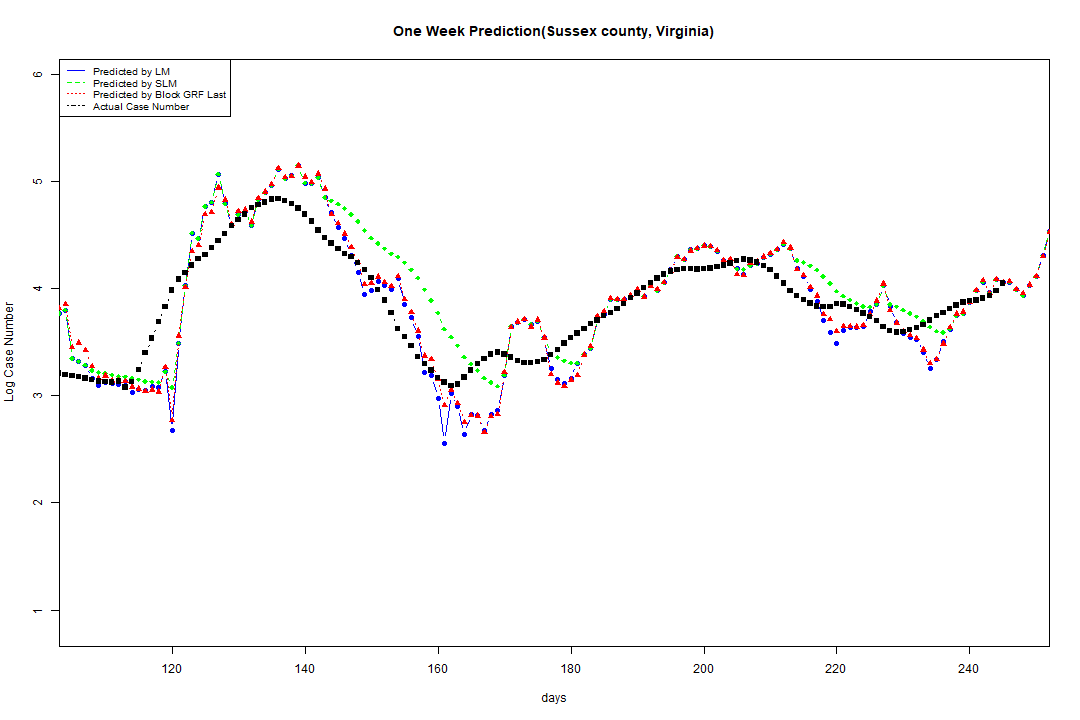 One Week Prediction(Sussex county, Virginia)
Predicted by LM
Predicted by SLM
Predicted by Block GRF Last
Actual Case Number
6
5
4
3
2
1
Log Case Number
120 140 160 180 200 220 240
days